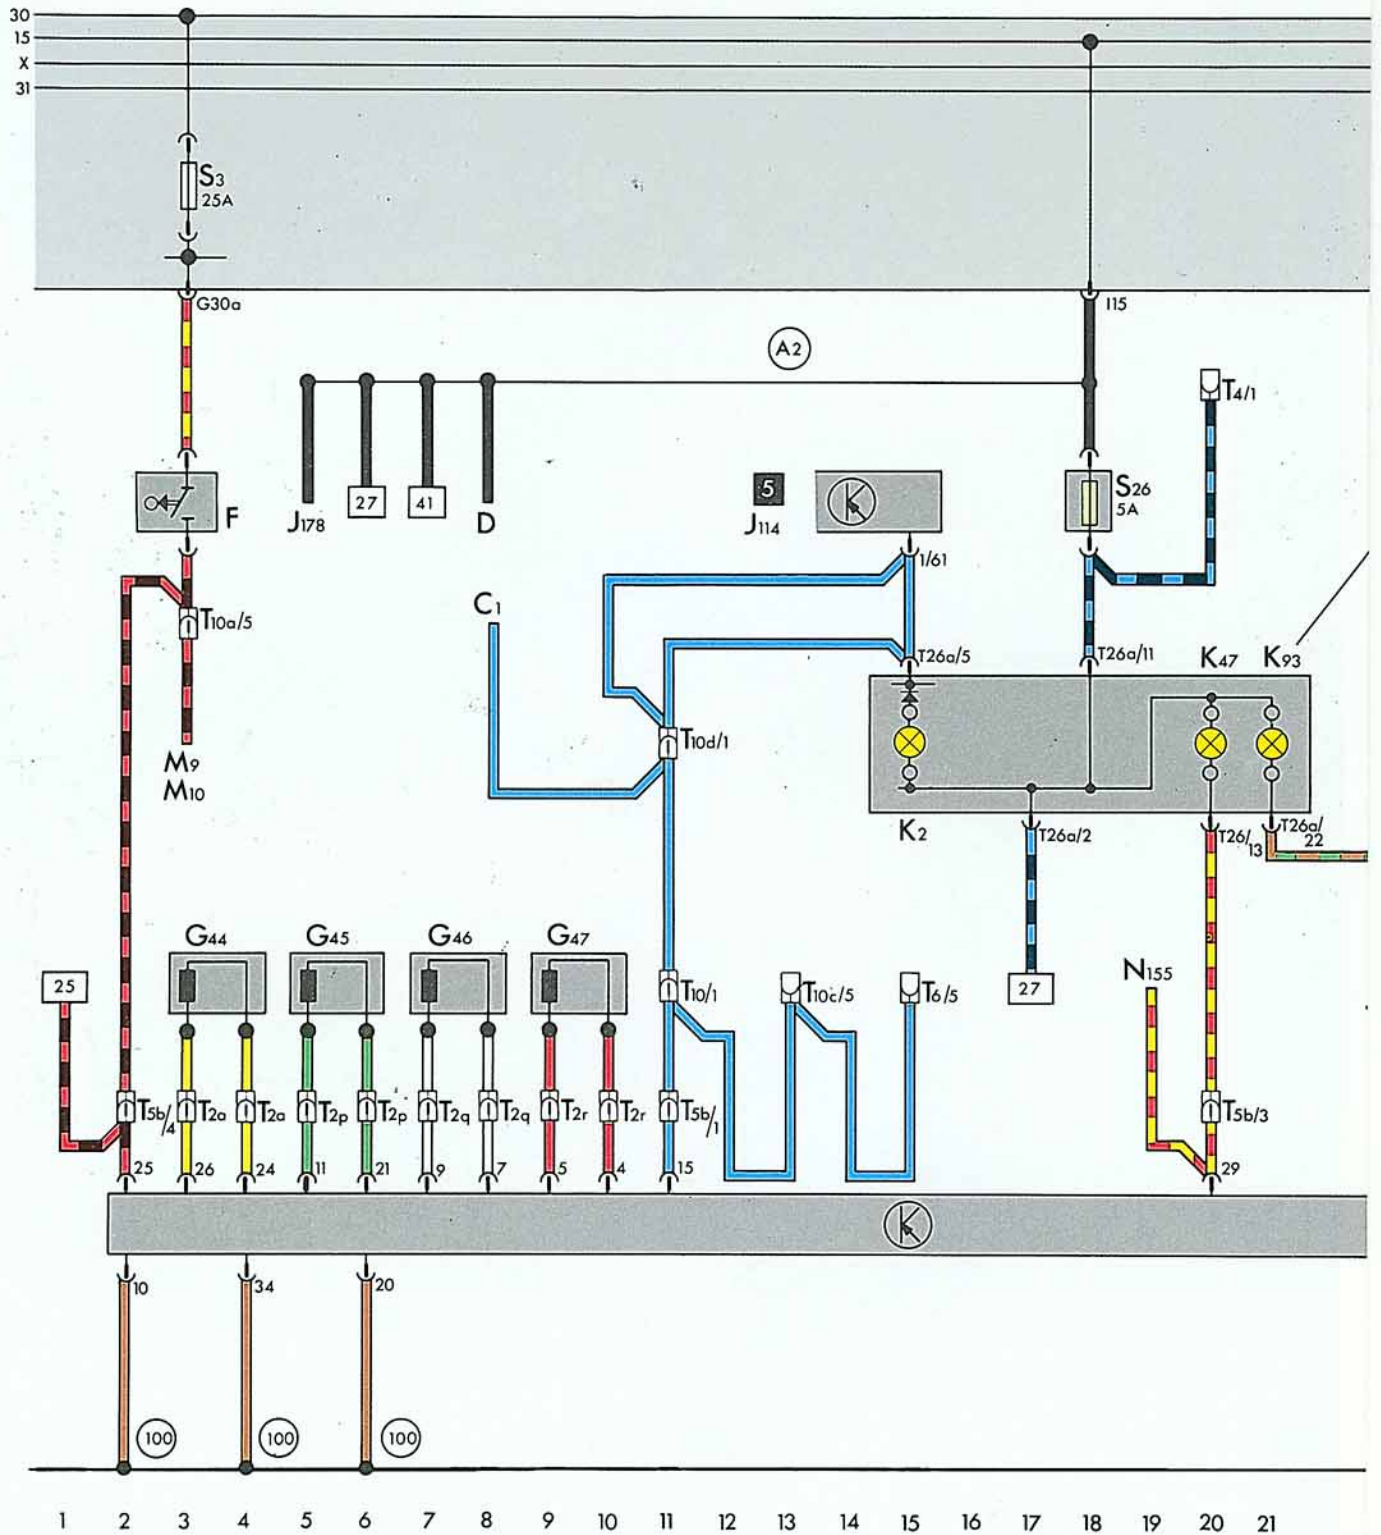 30
15
X
31
S3
25A
G30a
I15
A2
T4/1
F
J178
27
41
D
5
J114
S26
5A
1/61
T10a/5
C1
T26a/5
T26a/11
K47
K93
M9
M10
T10d/1
K2
T26a/2
T26/
13
T26a/
22
G44
G45
G46
G47
25
T10/1
T10c/5
T6/5
27
N155
T5b/
4
T2a
T2a
T2p
T2p
T2q
T2q
T2r
T2r
T5b/
1
T5b/3
25
26
24
11
21
9
7
5
4
15
29
10
34
20
100
100
100
1 2 3 4 5 6 7 8 9 10 11 12 13 14 15 16 17 18 19 20 21